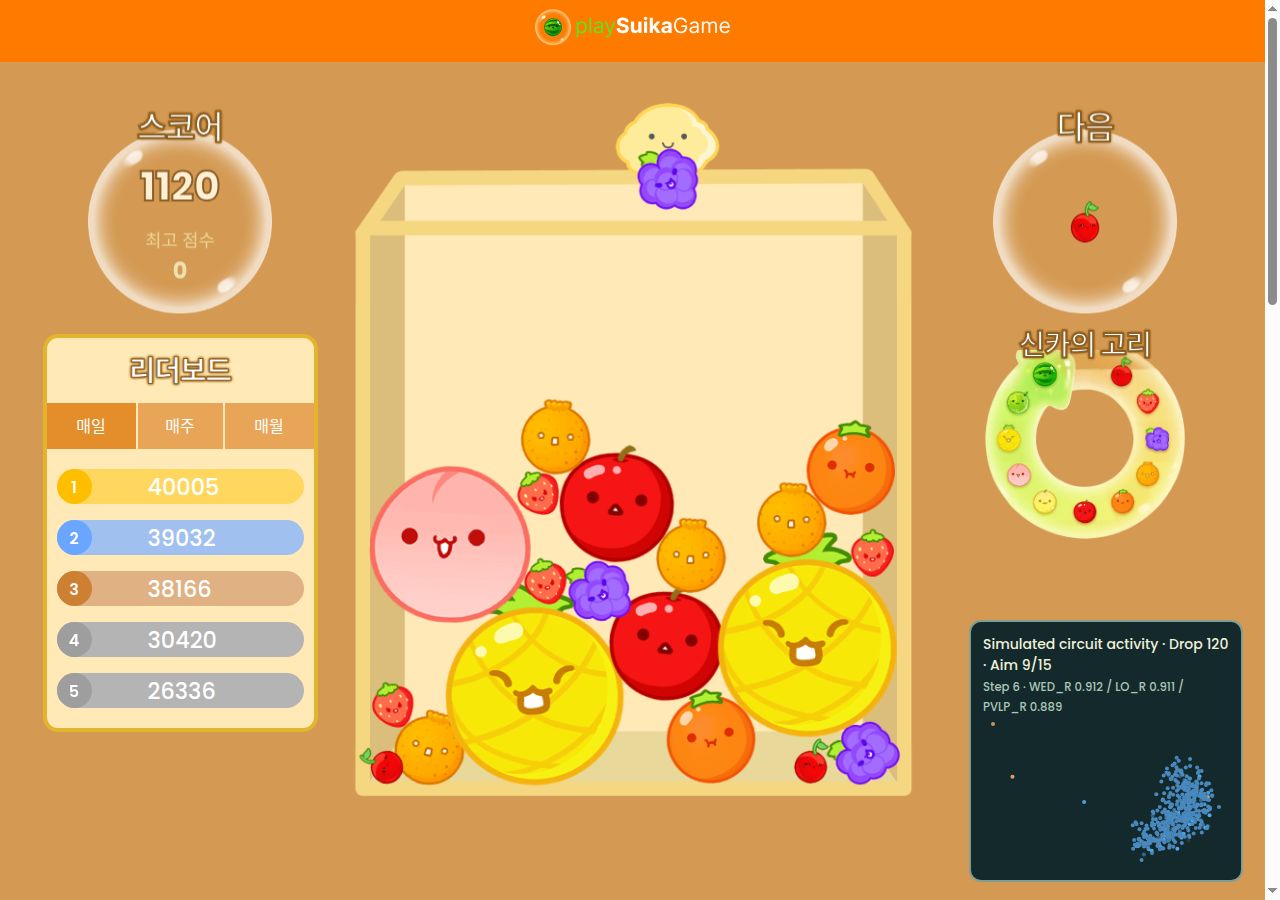 playSuikaGame
스코어
1120
최고 점수
0
다음
신카의 고리
리더보드
매일 매주 매월
1 40005
2 39032
3 38166
4 30420
5 26336
Simulated circuit activity · Drop 120
· Aim 9/15
Step 6 · WED_R 0.912 / LO_R 0.911 /
PVLP_R 0.889